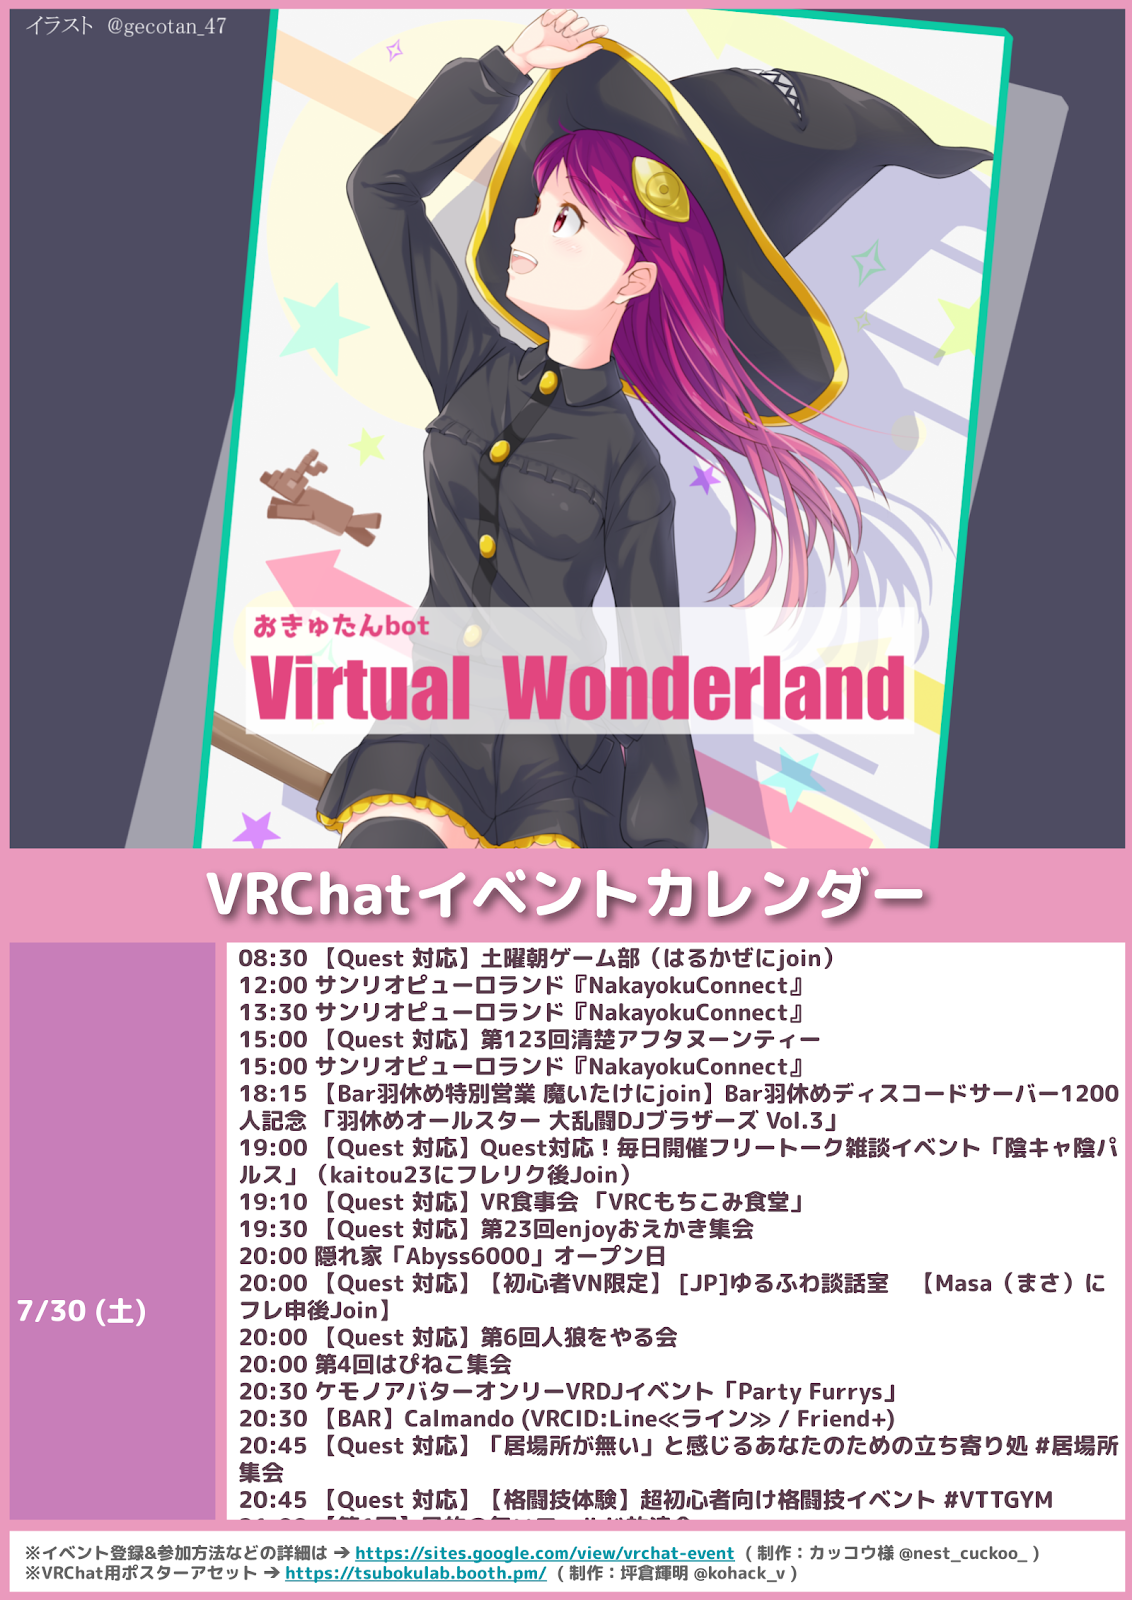 イラスト @gecotan_47
おきゅたんbot
Virtual Wonderland
VRChatイベントカレンダー
7/30 (土)
08:30 【Quest 対応】土曜朝ゲーム部（はるかぜにjoin）
12:00 サンリオピューロランド『NakayokuConnect』
13:30 サンリオピューロランド『NakayokuConnect』
15:00 【Quest 対応】第123回清楚アフタヌーンティー
15:00 サンリオピューロランド『NakayokuConnect』
18:15 【Bar羽休め特別営業 魔いたけにjoin】Bar羽休めディスコードサーバー1200
人記念 「羽休めオールスター 大乱闘DJブラザーズ Vol.3」
19:00 【Quest 対応】Quest対応！毎日開催フリートーク雑談イベント「陰キャ陰パ
ルス」（kaitou23にフレリク後Join）
19:10 【Quest 対応】VR食事会 「VRCもちこみ食堂」
19:30 【Quest 対応】第23回enjoyおえかき集会
20:00 隠れ家「Abyss6000」オープン日
20:00 【Quest 対応】【初心者VN限定】 [JP]ゆるふわ談話室 【Masa（まさ）に
フレ申後Join】
20:00 【Quest 対応】第6回人狼をやる会
20:00 第4回はぴねこ集会
20:30 ケモノアバターオンリーVRDJイベント「Party Furrys」
20:30 【BAR】Calmando (VRCID:Line≪ライン≫ / Friend+)
20:45 【Quest 対応】「居場所が無い」と感じるあなたのための立ち寄り処 #居場所
集会
20:45 【Quest 対応】【格闘技体験】超初心者向け格闘技イベント #VTTGYM
※イベント登録&参加方法などの詳細は → https://sites.google.com/view/vrchat-event （ 制作：カッコウ様 @nest_cuckoo_ ）
※VRChat用ポスターアセット → https://tsubokulab.booth.pm/ （ 制作：坪倉輝明 @kohack_v ）